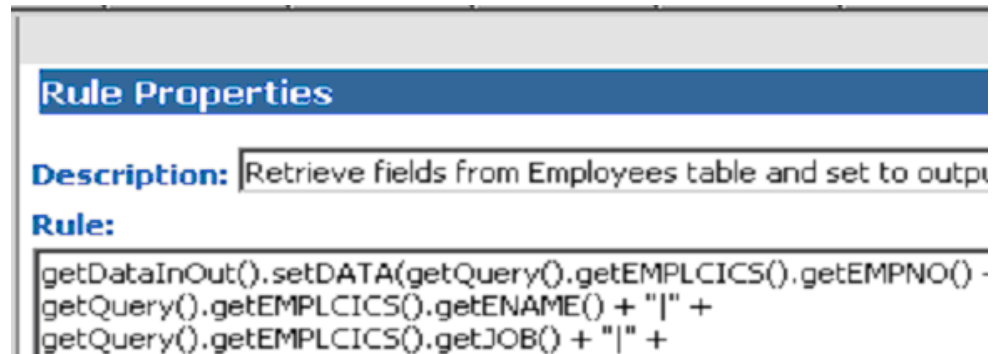 Rule Properties
Description: Retrieve fields from Employees table and set to outpu
Rule:
getDataInOut().setDATA(getQuery().getEMPLCICS().getEMPNO() -
getQuery().getEMPLCICS().getENAME() + "|" +
getQuery().getEMPLCICS().getJOB() + "|" +